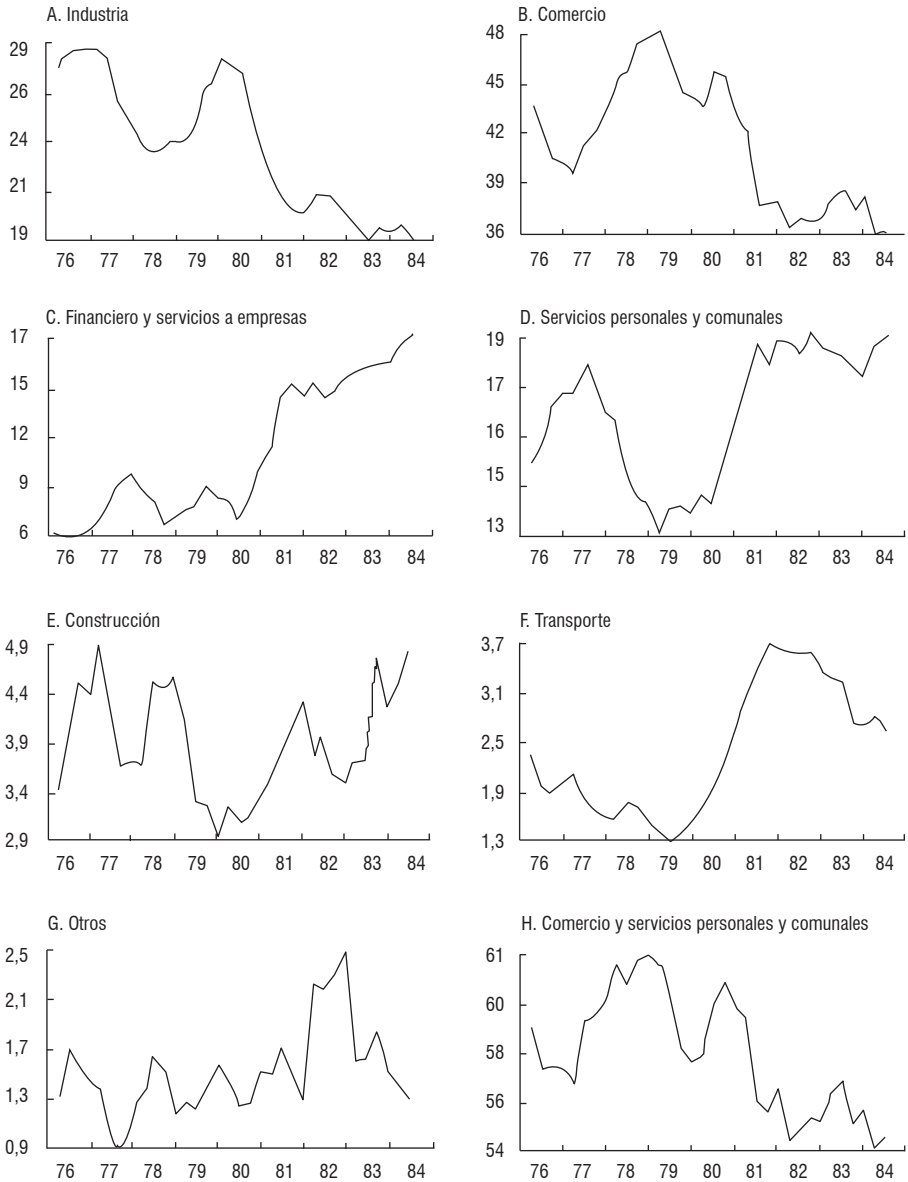 A. Industria
29
26
24
21
19
76 77 78 79 80 81 82 83 84
B. Comercio
48
45
42
39
36
76 77 78 79 80 81 82 83 84
C. Financiero y servicios a empresas
17
15
12
9
6
76 77 78 79 80 81 82 83 84
D. Servicios personales y comunales
19
17
16
15
13
76 77 78 79 80 81 82 83 84
E. Construcción
4,9
4,4
3,9
3,4
2,9
76 77 78 79 80 81 82 83 84
F. Transporte
3,7
3,1
2,5
1,9
1,3
76 77 78 79 80 81 82 83 84
G. Otros
2,5
2,1
1,7
1,3
0,9
76 77 78 79 80 81 82 83 84
H. Comercio y servicios personales y comunales
61
60
58
56
54
76 77 78 79 80 81 82 83 84